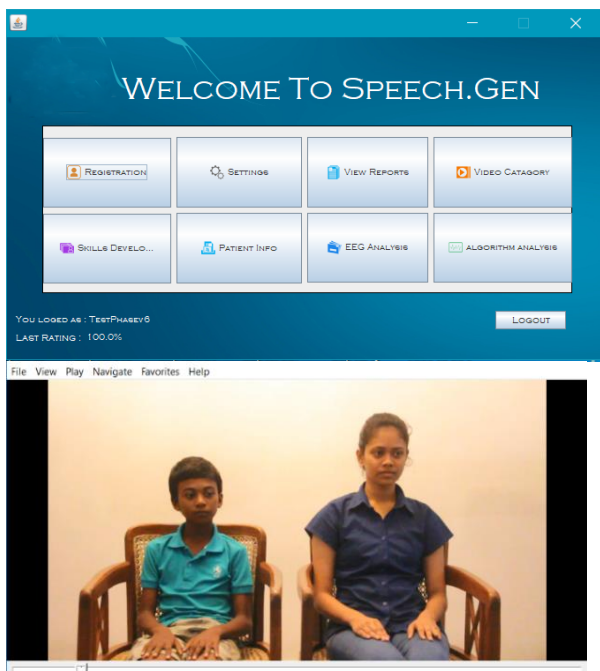 WELCOME TO SPEECH.GEN
REGISTRATION
SETTINGS
VIEW REPORTS
VIDEO CATAGORY
SKILLS DEVELO...
PATIENT INFO
EEG ANALYSIS
ALGORITHM ANALYSIS
YOU LOGED AS : TESTPHASEV6
LOGOUT
LAST RATING : 100.0%
File View Play Navigate Favorites Help